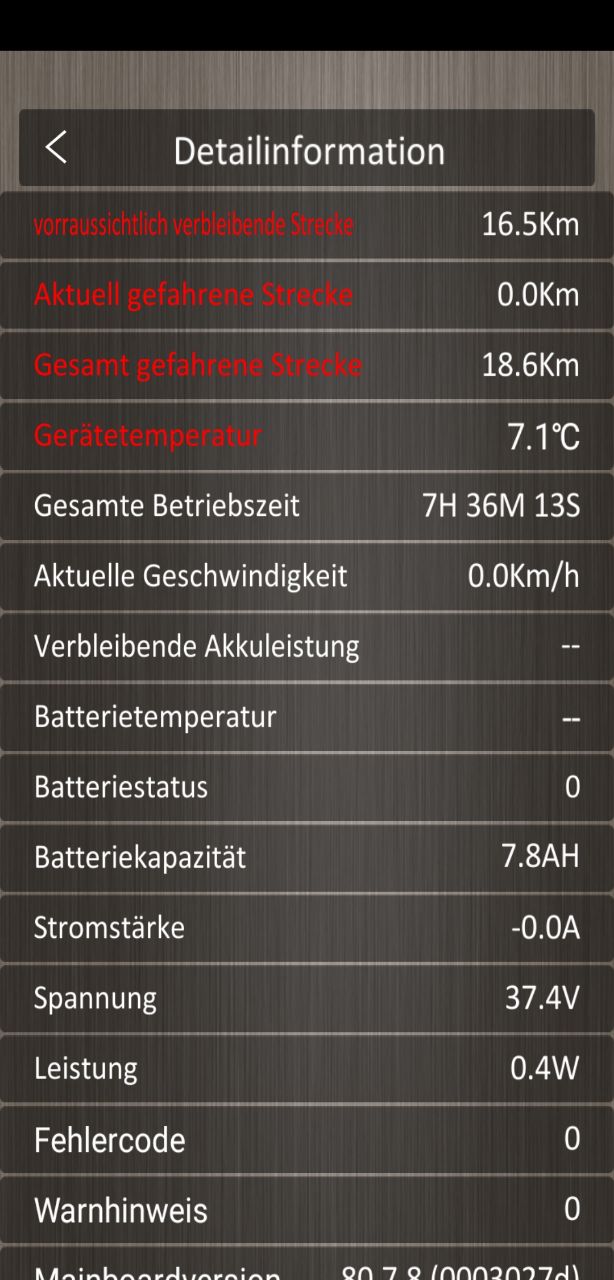 Detailinformation
vorraussichtlich verbleibende Strecke 16.5Km
Aktuell gefahrene Strecke 0.0Km
Gesamt gefahrene Strecke 18.6Km
Gerätetemperatur 7.1℃
Gesamte Betriebszeit 7H 36M 13S
Aktuelle Geschwindigkeit 0.0Km/h
Verbleibende Akkuleistung --
Batterietemperatur --
Batteriestatus 0
Batteriekapazität 7.8AH
Stromstärke -0.0A
Spannung 37.4V
Leistung 0.4W
Fehlercode 0
Warnhinweis 0
Mainboardversion 80.7.8 (0003027d)